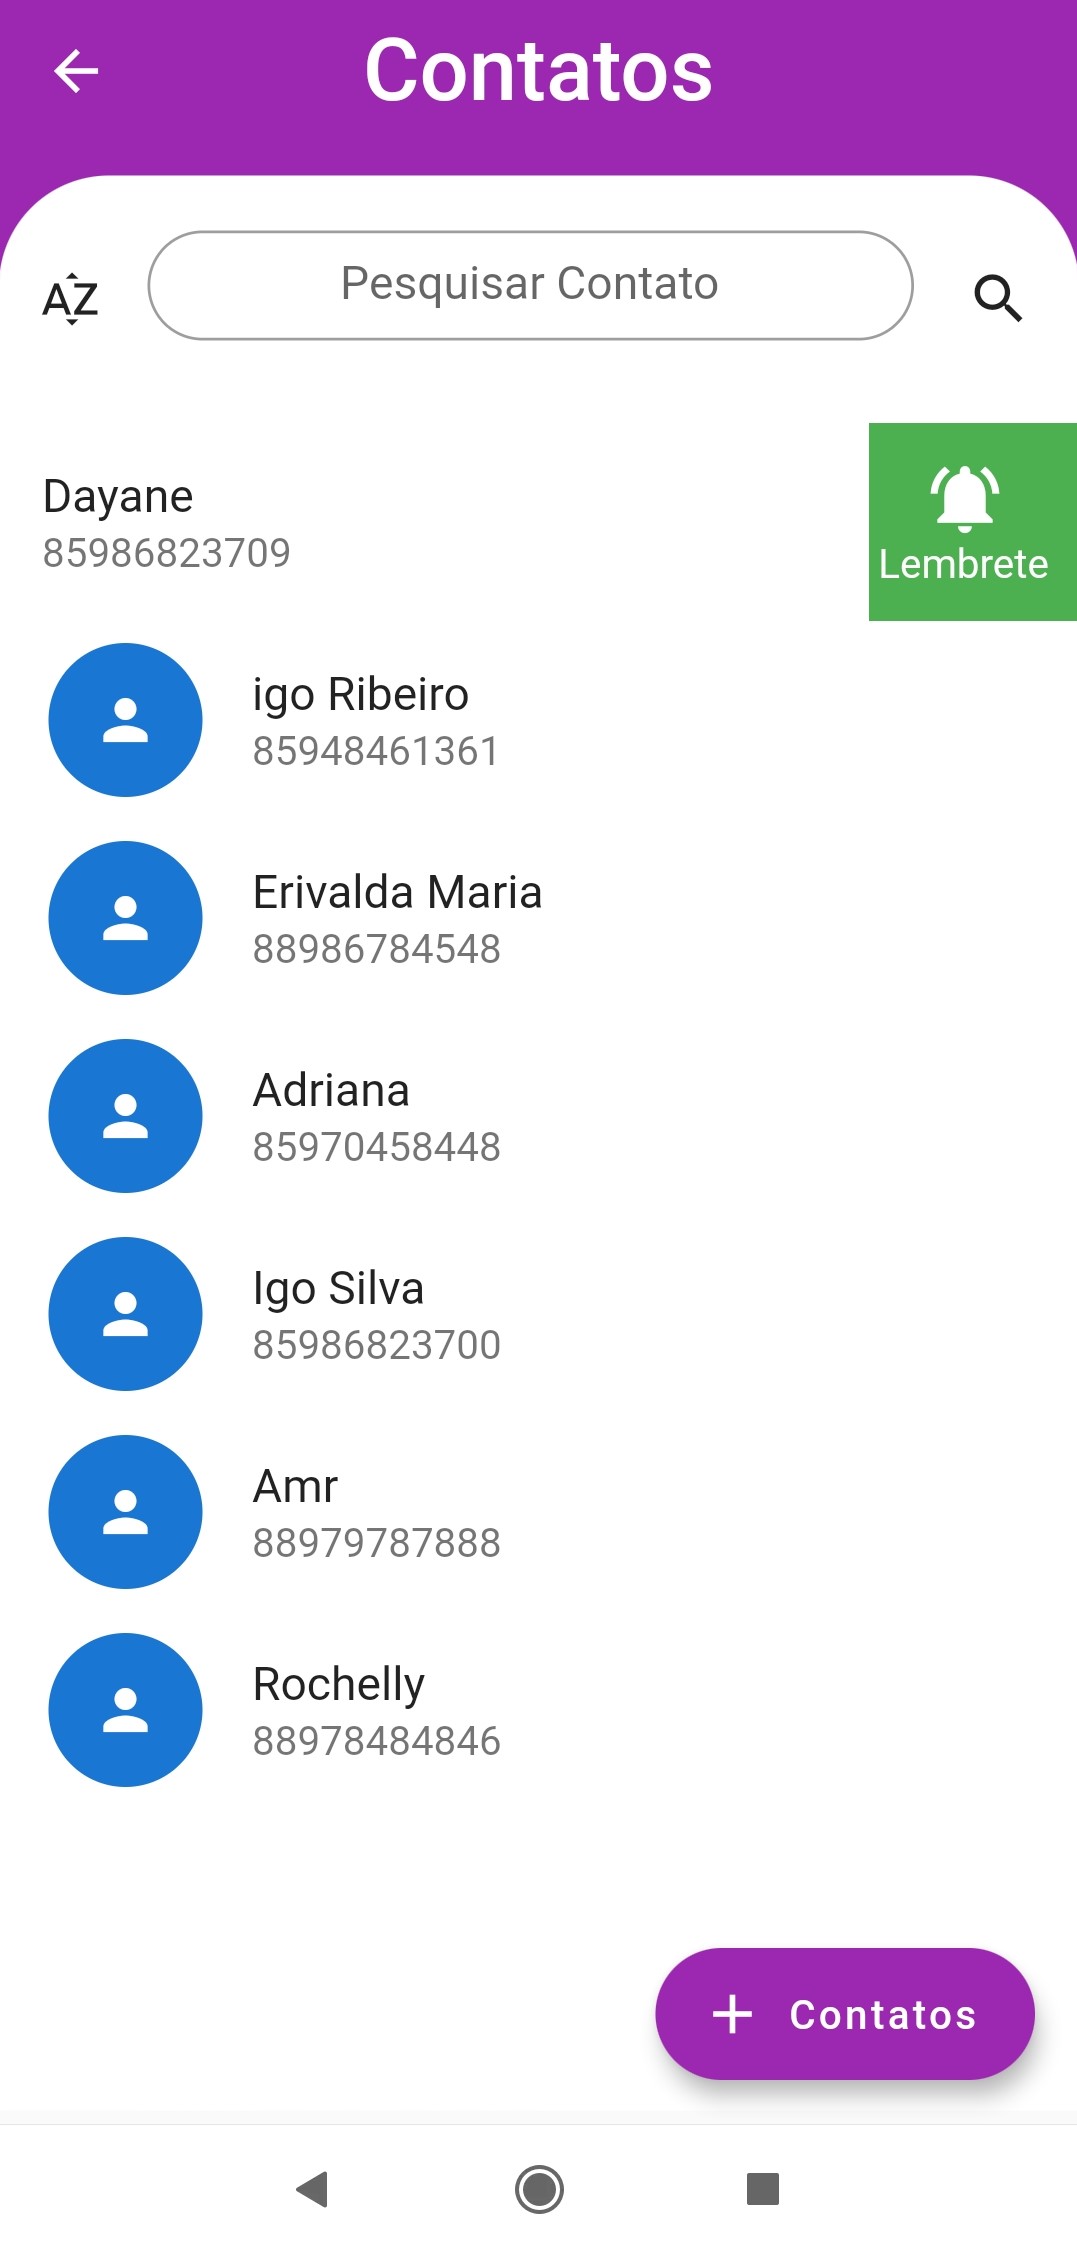 Contatos
AZ
Pesquisar Contato
Dayane
85986823709
Lembrete
igo Ribeiro
85948461361
Erivalda Maria
88986784548
Adriana
85970458448
Igo Silva
85986823700
Amr
88979787888
Rochelly
88978484846
Contatos